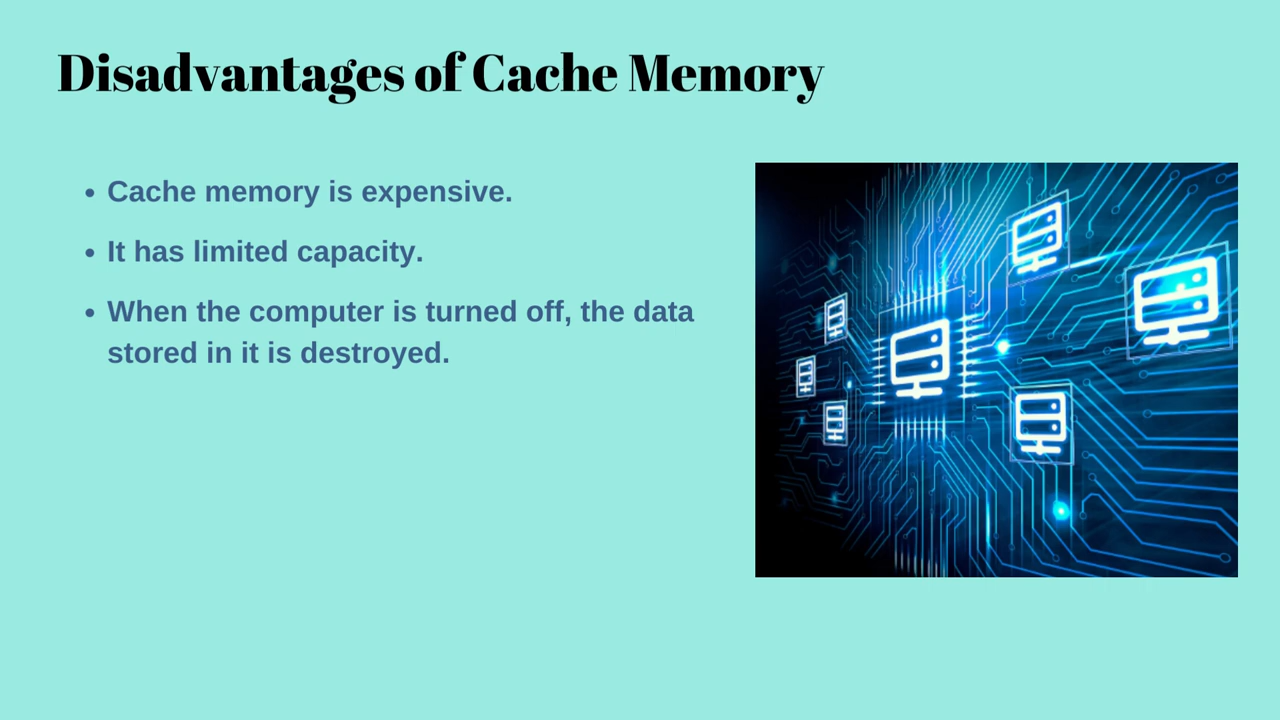 Disadvantages of Cache Memory
• Cache memory is expensive.
• It has limited capacity.
• When the computer is turned off, the data
stored in it is destroyed.